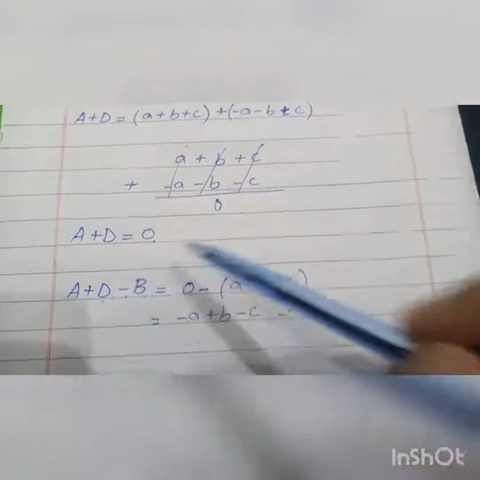 A+D = (a+b+c) +(-a-b-c)
a + b + c
+ -a - b - c
0
A+D = 0.
A+D - B = 0 - (a )
= -a+b-c
InShOt